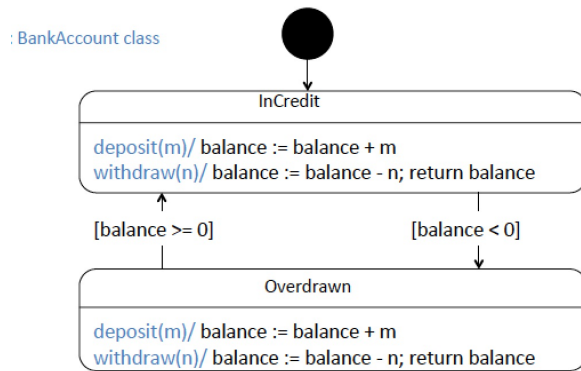 : BankAccount class
InCredit
deposit(m)/ balance := balance + m
withdraw(n)/ balance := balance - n; return balance
[balance >= 0]
[balance < 0]
Overdrawn
deposit(m)/ balance := balance + m
withdraw(n)/ balance := balance - n; return balance